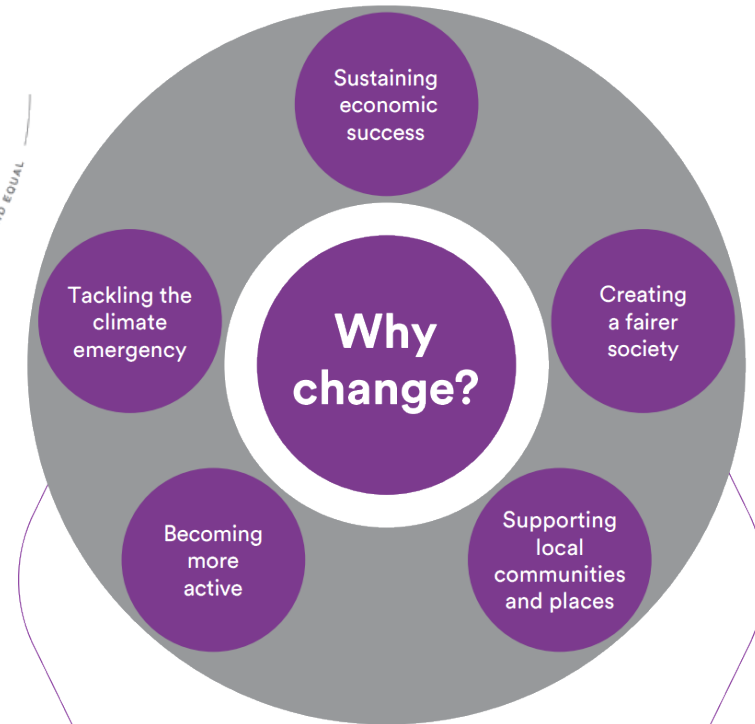 Sustaining
economic
success
Creating
a fairer
society
Supporting
local
communities
and places
Becoming
more
active
Tackling the
climate
emergency
Why
change?
EQUAL